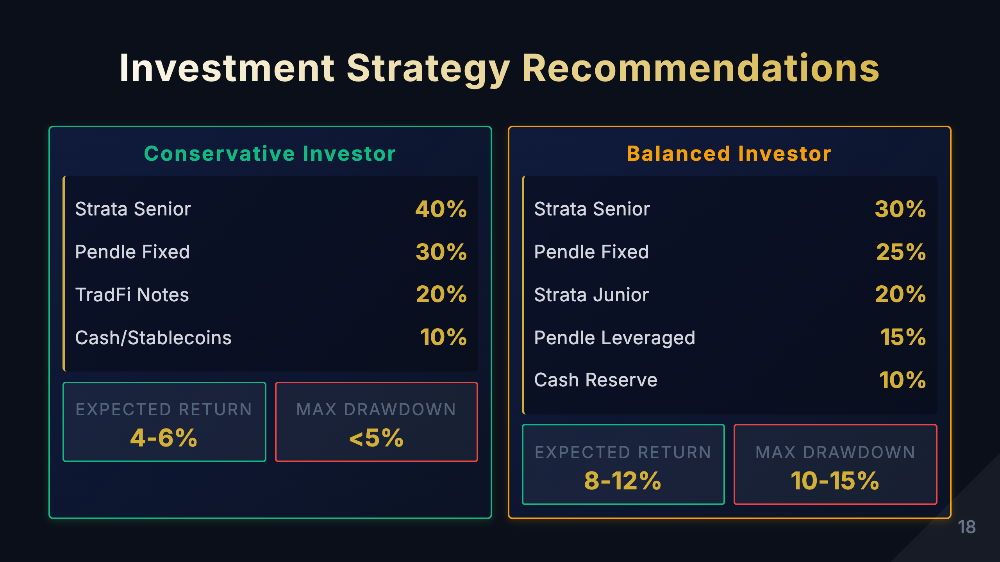 Investment Strategy Recommendations
Conservative Investor
Strata Senior 40%
Pendle Fixed 30%
TradFi Notes 20%
Cash/Stablecoins 10%
EXPECTED RETURN
4-6%
MAX DRAWDOWN
<5%
Balanced Investor
Strata Senior 30%
Pendle Fixed 25%
Strata Junior 20%
Pendle Leveraged 15%
Cash Reserve 10%
EXPECTED RETURN
8-12%
MAX DRAWDOWN
10-15%
18